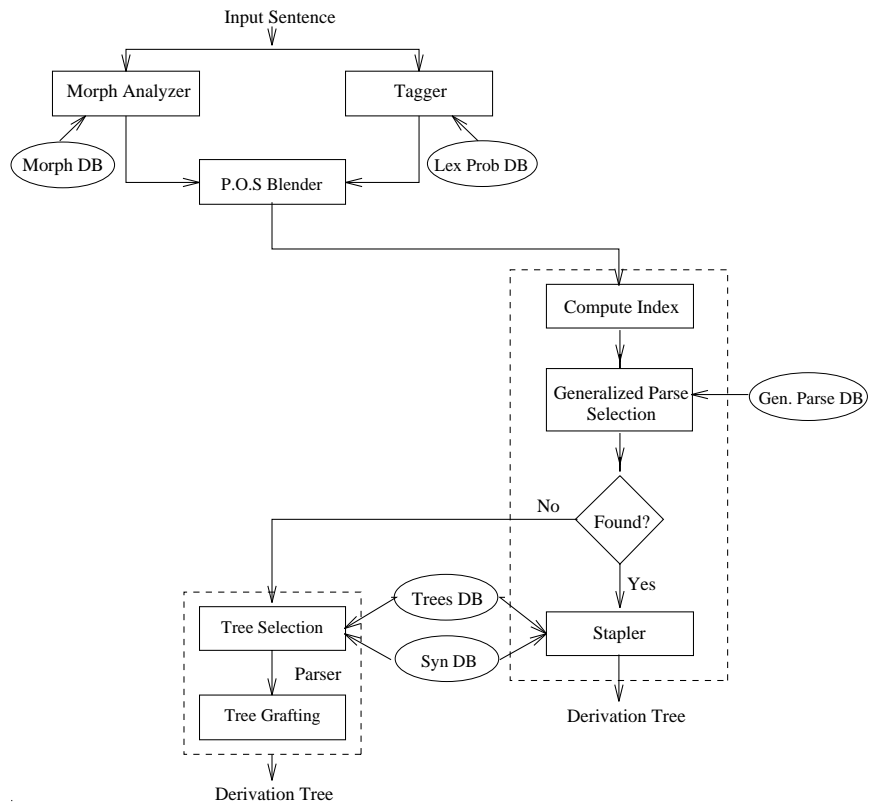 Input Sentence
Morph Analyzer
Tagger
Morph DB
Lex Prob DB
P.O.S Blender
Compute Index
Generalized Parse
Selection
Gen. Parse DB
No
Found?
Yes
Trees DB
Tree Selection
Stapler
Syn DB
Parser
Tree Grafting
Derivation Tree
Derivation Tree